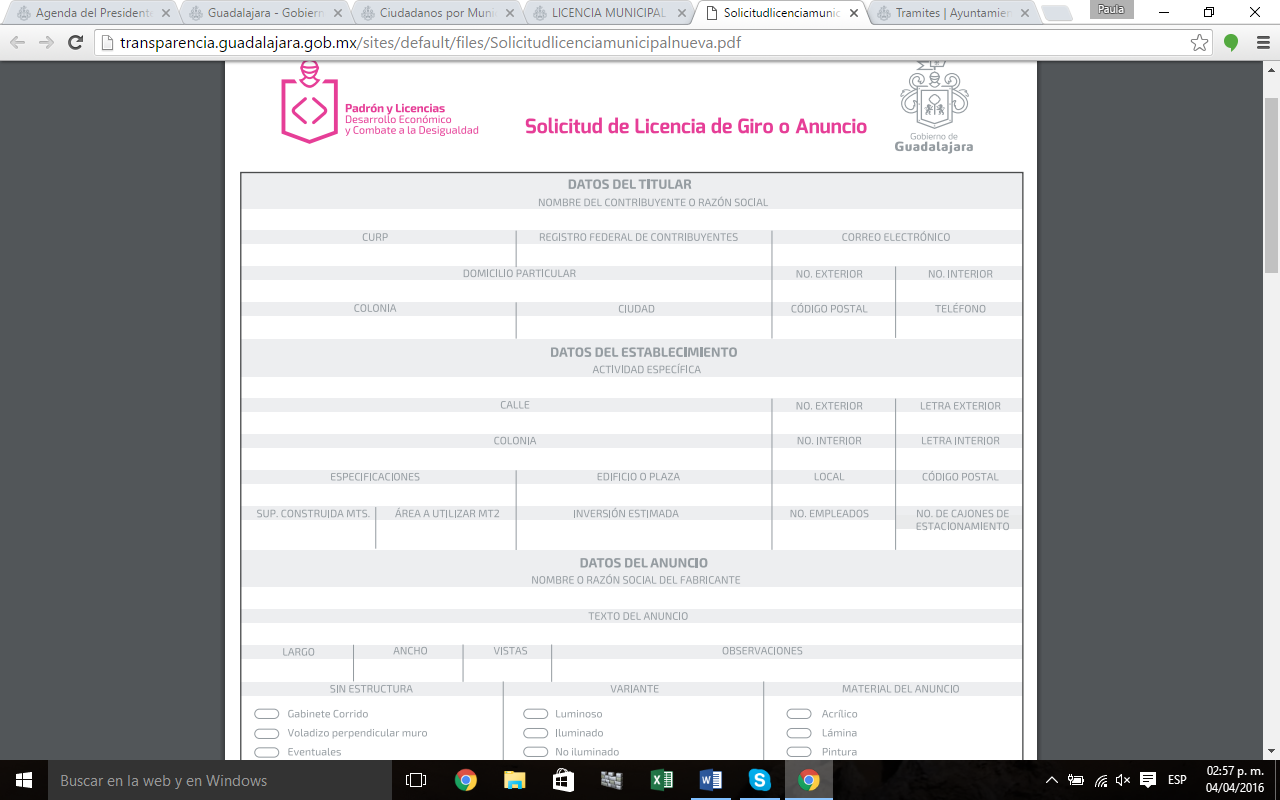 Agenda del Presidente
Guadalajara - Gobiern
Ciudadanos por Muni
LICENCIA MUNICIPAL
Solicitudlicenciamunic
Tramites | Ayuntamien
Paula
transparencia.guadalajara.gob.mx/sites/default/files/Solicitudlicenciamunicipalnueva.pdf
Padrón y Licencias
Desarrollo Económico
y Combate a la Desigualdad
Solicitud de Licencia de Giro o Anuncio
Gobierno de
Guadalajara
DATOS DEL TÍTULAR
NOMBRE DEL CONTRIBUYENTE O RAZÓN SOCIAL
CURP REGISTRO FEDERAL DE CONTRIBUYENTES CORREO ELECTRÓNICO
DOMICILIO PARTICULAR NO. EXTERIOR NO. INTERIOR
COLONIA CIUDAD CÓDIGO POSTAL TELÉFONO
DATOS DEL ESTABLECIMIENTO
ACTIVIDAD ESPECÍFICA
CALLE NO. EXTERIOR LETRA EXTERIOR
COLONIA NO. INTERIOR LETRA INTERIOR
ESPECIFICACIONES EDIFICIO O PLAZA LOCAL CÓDIGO POSTAL
SUP. CONSTRUIDA MTS. ÁREA A UTILIZAR MT2 INVERSIÓN ESTIMADA NO. EMPLEADOS NO. DE CAJONES DE
ESTACIONAMIENTO
DATOS DEL ANUNCIO
NOMBRE O RAZÓN SOCIAL DEL FABRICANTE
TEXTO DEL ANUNCIO
LARGO ANCHO VISTAS OBSERVACIONES
SIN ESTRUCTURA VARIANTE MATERIAL DEL ANUNCIO
Gabinete Corrido Luminoso Acrílico
Voladizo perpendicular muro Iluminado Lámina
Eventuales No iluminado Pintura
Buscar en la web y en Windows
ESP
02:57 p. m.
04/04/2016